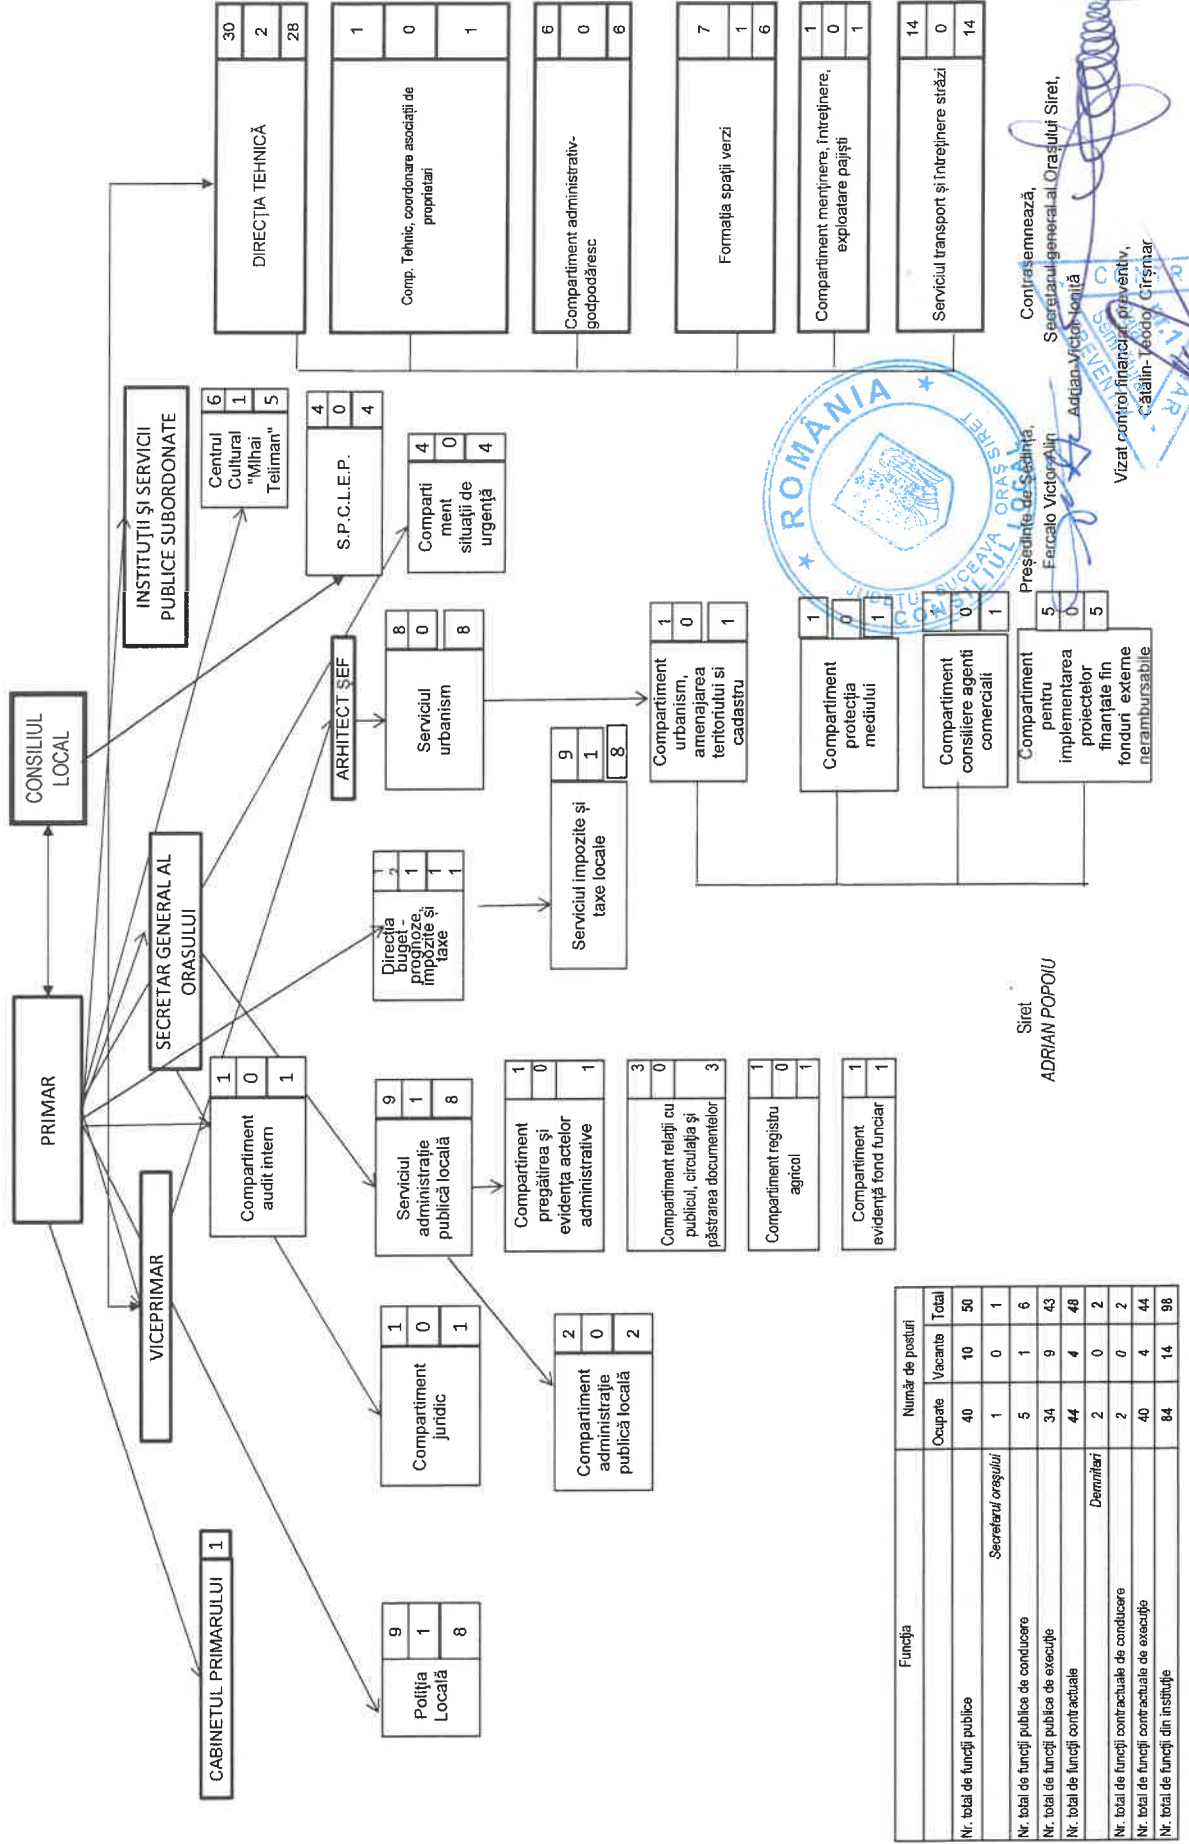 CONSILIUL
LOCAL
PRIMAR
VICEPRIMAR
SECRETAR GENERAL AL
ORASULUI
INSTITUȚII ȘI SERVICII
PUBLICE SUBORDONATE
CABINETUL PRIMARULUI
1
Compartiment
audit intern
1
0
1
Centrul
Cultural
"Mihai
Teliman"
6
1
5
DIRECȚIA TEHNICĂ
30
2
28
ARHITECT ȘEF
S.P.C.L.E.P.
4
0
4
Comp. Tehnic, coordonare asociații de
proprietari
1
0
1
Poliția
Locală
9
1
8
Compartiment
juridic
1
0
1
Serviciul
administrație
publică locală
9
1
8
Direcția
buget -
prognoze,
impozite și
taxe
1 2
1
1 1
Serviciul
urbanism
8
0
8
Comparti
ment
situații de
urgență
4
0
4
Compartiment administrativ-
godpodăresc
6
0
6
Compartiment
administrație
publică locală
2
0
2
Compartiment
pregătirea și
evidența actelor
administrative
1
0
1
Serviciul impozite și
taxe locale
9
1
8
Compartiment
urbanism,
amenajarea
teritoriului si
cadastru
1
0
1
Formația spații verzi
7
1
6
Compartiment relații cu
publicul, circulația și
păstrarea documentelor
3
0
3
Compartiment registru
agricol
1
0
1
Compartiment
protecția
mediului
1
0
1
Compartiment menținere, întreținere,
exploatare pajiști
1
0
1
Compartiment
evidență fond funciar
1
1
Compartiment
consiliere agenti
comerciali
1
0
1
Serviciul transport și întreținere străzi
14
0
14
Compartiment
pentru
implementarea
proiectelor
finanțate fin
fonduri externe
nerambursabile
5
0
5
Funcția Număr de posturi
Ocupate Vacante Total
Nr. total de funcții publice 40 10 50
Secretarul orașului 1 0 1
Nr. total de funcții publice de conducere 5 1 6
Nr. total de funcții publice de execuție 34 9 43
Nr. total de funcții contractuale 44 4 48
Demnitari 2 0 2
Nr. total de funcții contractuale de conducere 2 0 2
Nr. total de funcții contractuale de execuție 40 4 44
Nr. total de funcții din instituție 84 14 98
Siret
ADRIAN POPOIU
Președinte de Ședință,
Fercalo Victor-Alin
Contrasemnează,
Secretarul general al Orașului Siret,
Adrian-Victor Ioniță
Vizat control financiar preventiv,
Cătălin-Teodor Cîrșmar
ROMÂNIA
JUDEȚUL SUCEAVA ORAȘ SIRET
CONSILIUL LOCAL